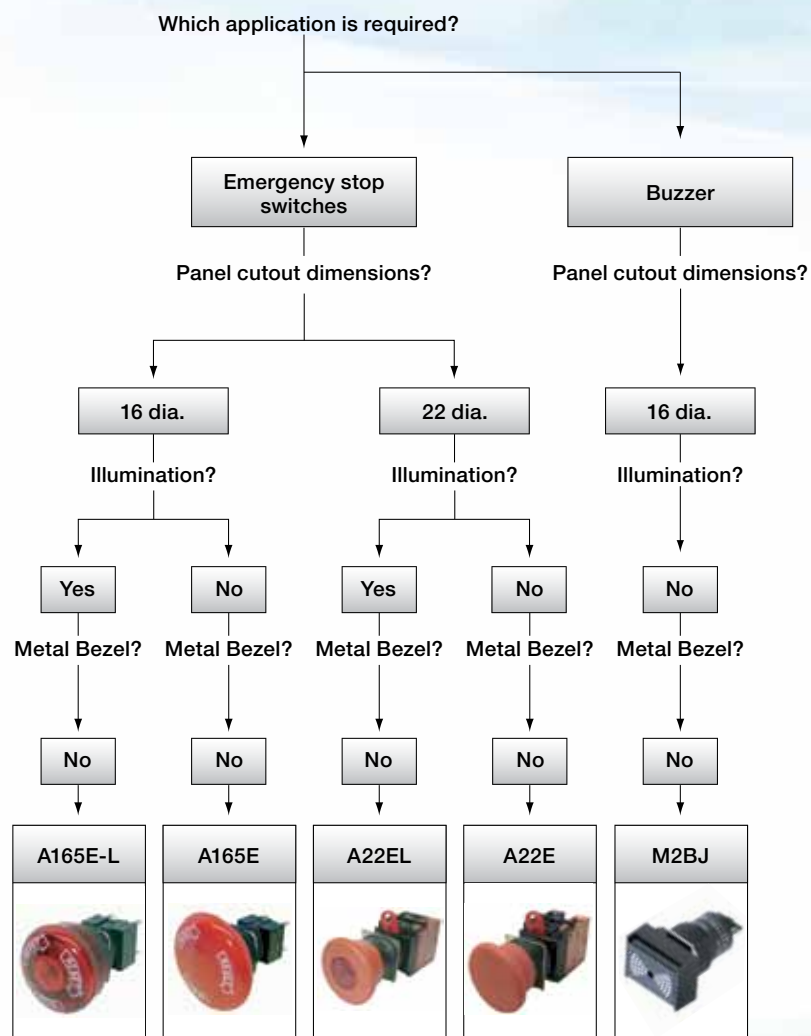 Which application is required?
Emergency stop
switches
Buzzer
Panel cutout dimensions?
Panel cutout dimensions?
16 dia.
22 dia.
16 dia.
Illumination?
Illumination?
Illumination?
Yes
No
Yes
No
No
Metal Bezel?
Metal Bezel?
Metal Bezel?
Metal Bezel?
Metal Bezel?
No
No
No
No
No
A165E-L
A165E
A22EL
A22E
M2BJ